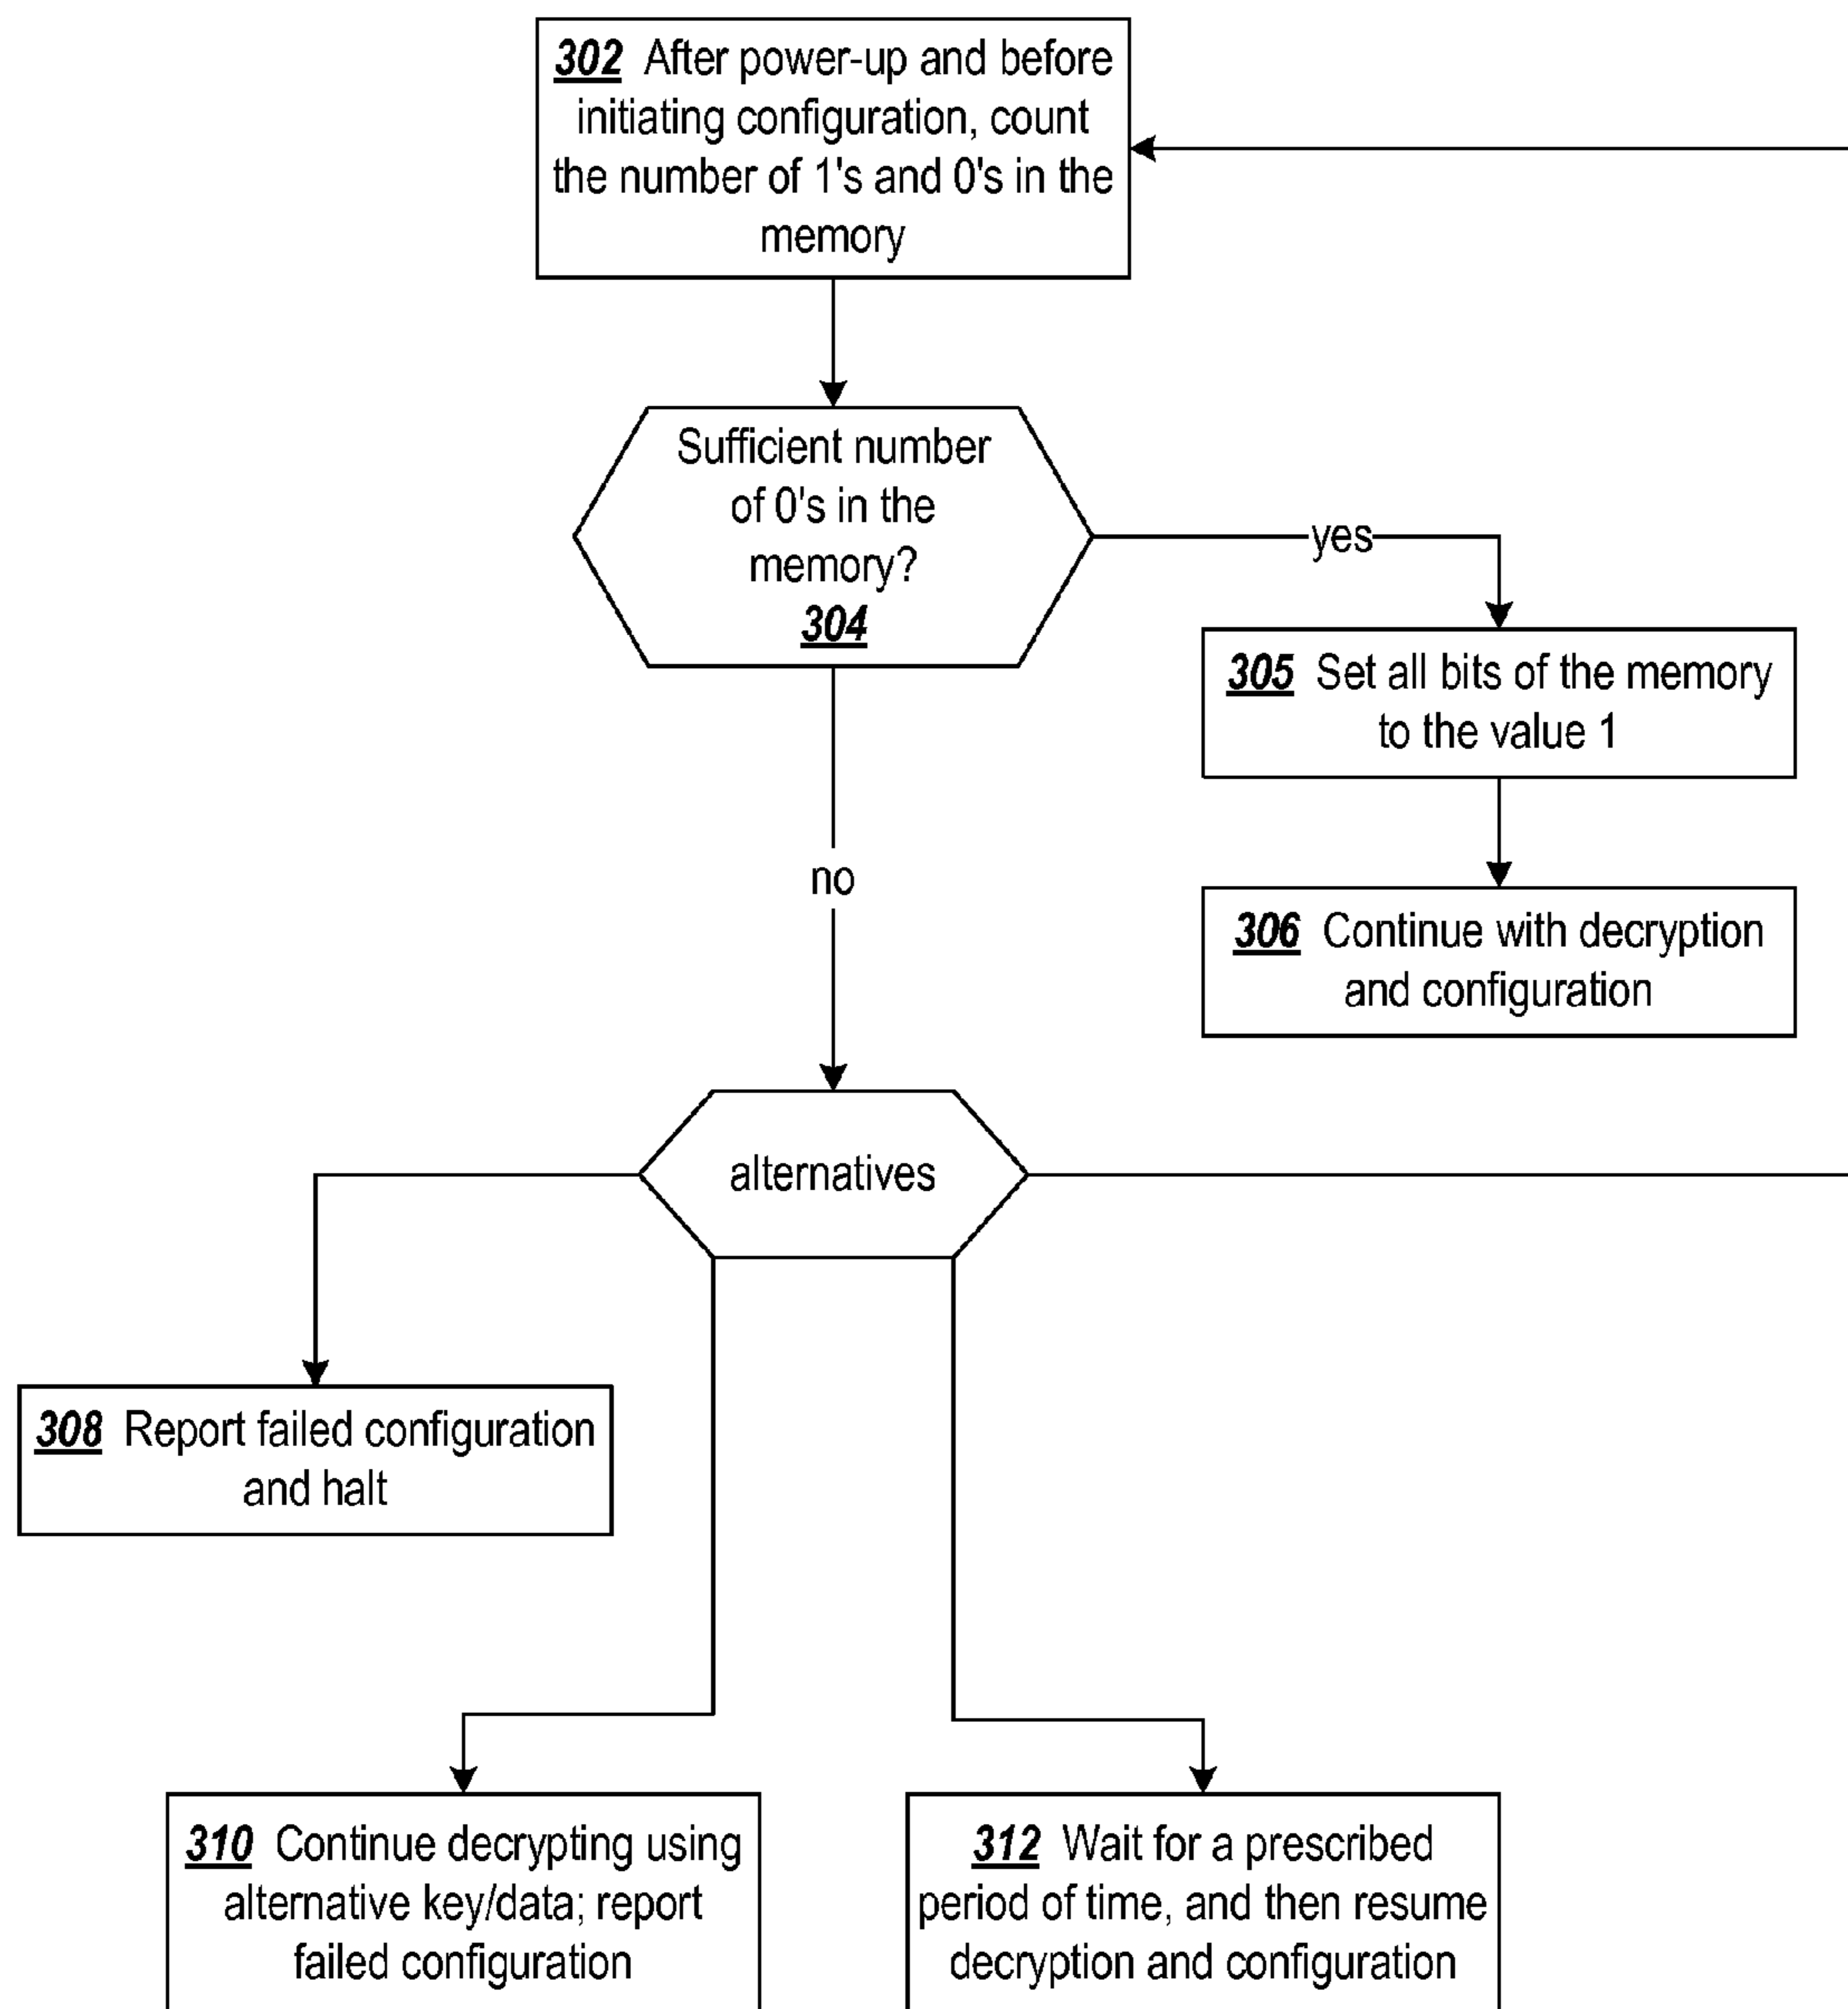 302 After power-up and before
initiating configuration, count
the number of 1's and 0's in the
memory
Sufficient number
of 0's in the
memory?
304
yes
305 Set all bits of the memory
to the value 1
no
306 Continue with decryption
and configuration
alternatives
308 Report failed configuration
and halt
310 Continue decrypting using
alternative key/data; report
failed configuration
312 Wait for a prescribed
period of time, and then resume
decryption and configuration